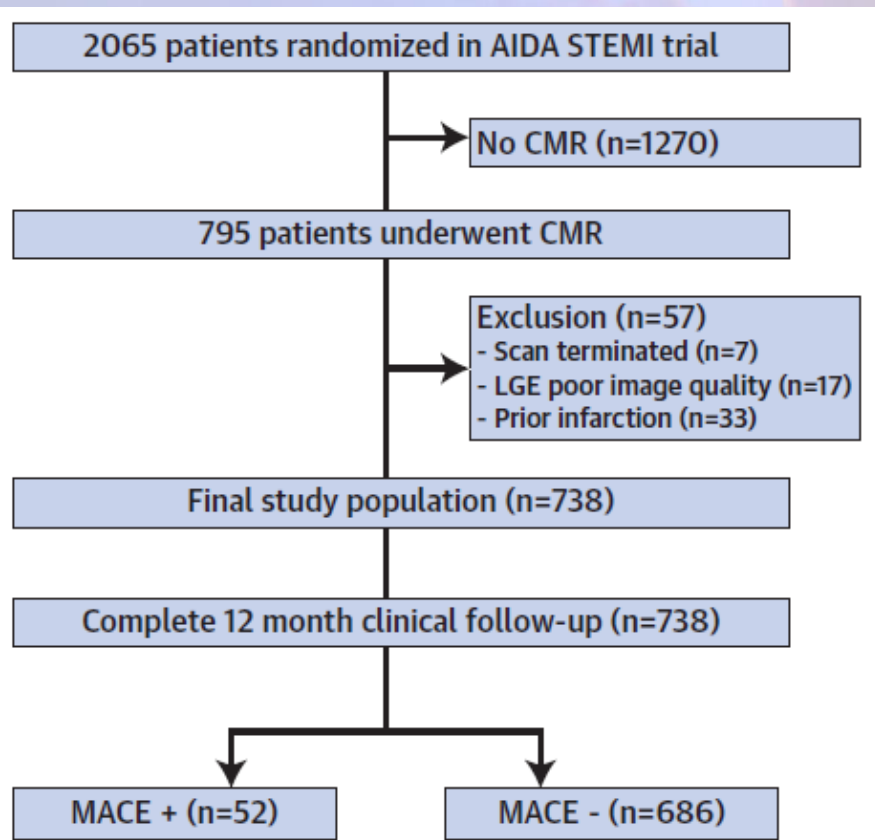 2065 patients randomized in AIDA STEMI trial
No CMR (n=1270)
795 patients underwent CMR
Exclusion (n=57)
- Scan terminated (n=7)
- LGE poor image quality (n=17)
- Prior infarction (n=33)
Final study population (n=738)
Complete 12 month clinical follow-up (n=738)
MACE + (n=52)
MACE - (n=686)